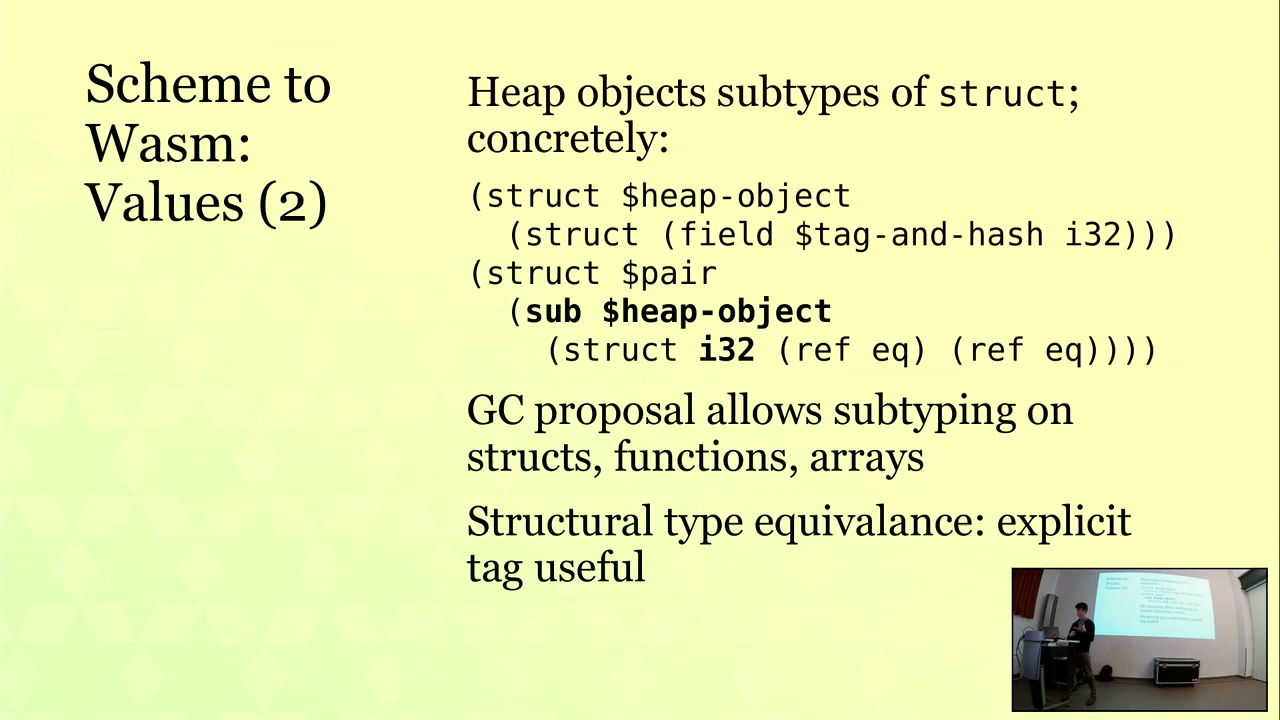 Scheme to
Wasm:
Values (2)
Heap objects subtypes of struct;
concretely:
(struct $heap-object
  (struct (field $tag-and-hash i32)))
(struct $pair
  (sub $heap-object
    (struct i32 (ref eq) (ref eq))))
GC proposal allows subtyping on
structs, functions, arrays
Structural type equivalance: explicit
tag useful